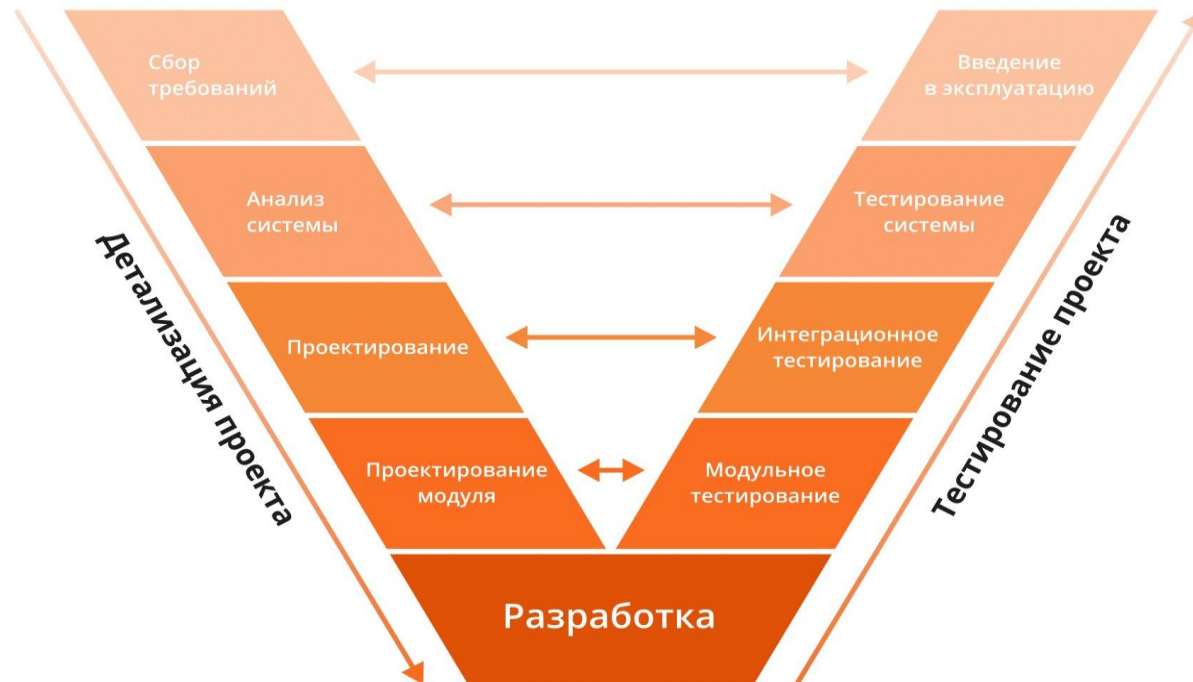 Сбор
требований
Введение
в эксплуатацию
Анализ
системы
Тестирование
системы
Детализация проекта
Тестирование проекта
Проектирование
Интеграционное
тестирование
Проектирование
модуля
Модульное
тестирование
Разработка